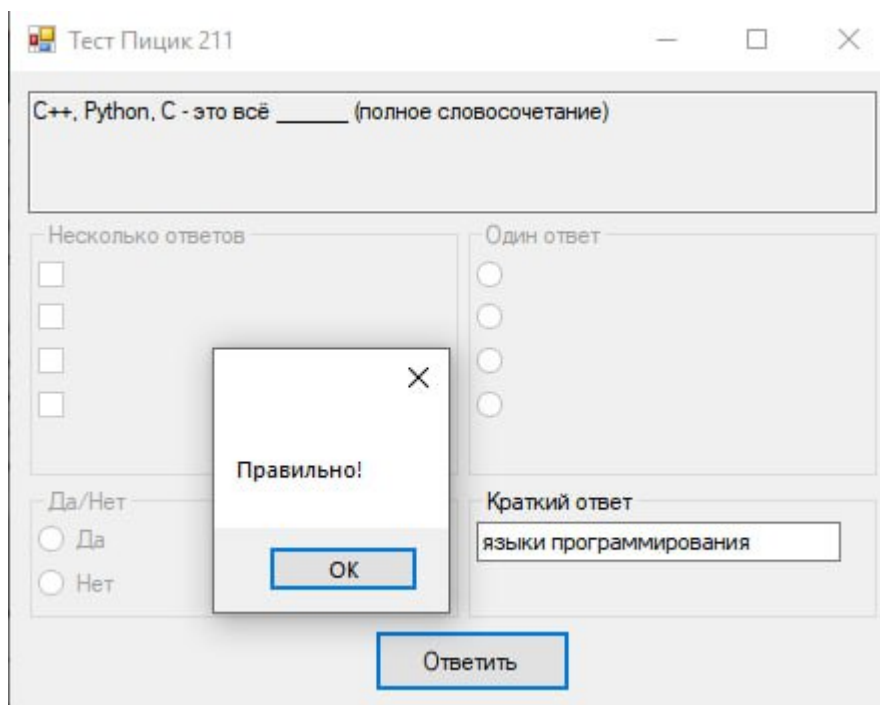 Тест Пицик 211
C++, Python, C - это всё ______ (полное словосочетание)
Несколько ответов
Один ответ
Правильно!
OK
Да/Нет
Да
Нет
Краткий ответ
языки программирования
Ответить